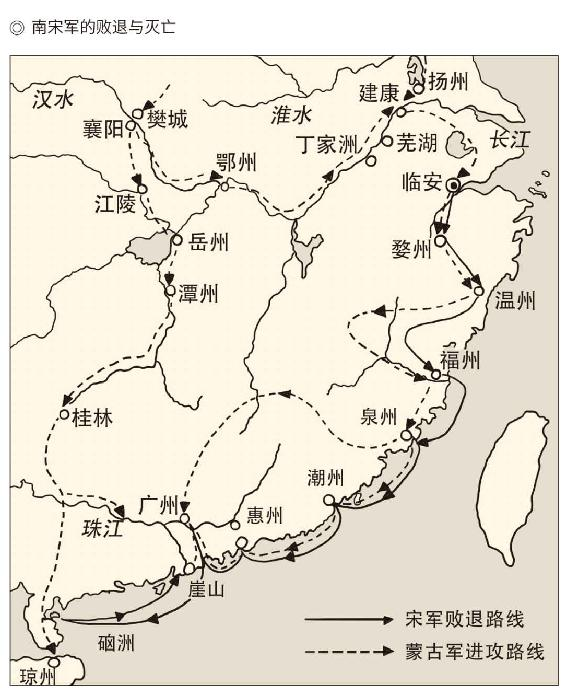 ◎ 南宋军的败退与灭亡
扬州
建康
汉水
樊城
淮水
襄阳
芜湖
长江
丁家洲
鄂州
临安
江陵
岳州
婺州
潭州
温州
福州
桂林
泉州
潮州
广州
惠州
珠江
崖山
宋军败退路线
硇洲
蒙古军进攻路线
琼州